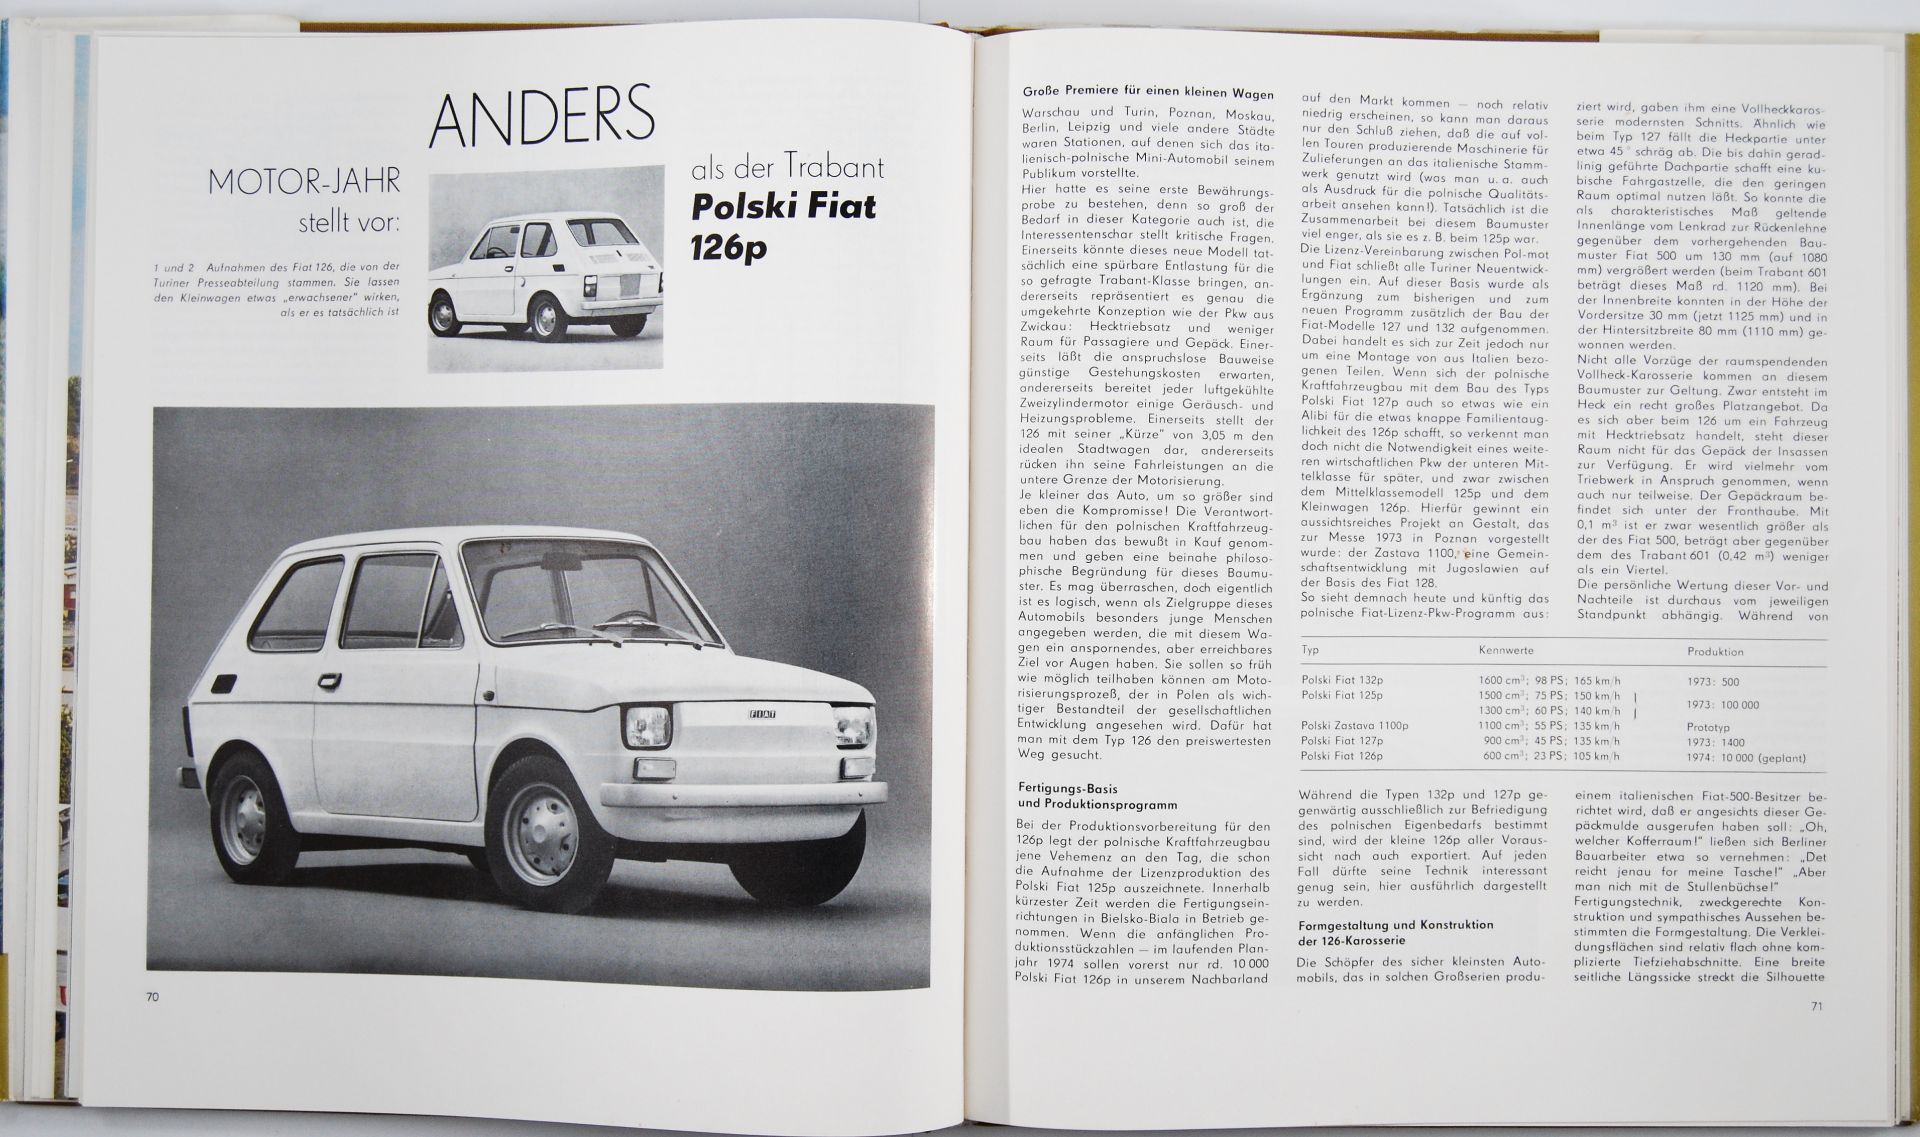 ANDERS
MOTOR-JAHR
stellt vor:
als der Trabant
Polski Fiat
126p
1 und 2 Aufnahmen des Fiat 126, die von der
Turiner Presseabteilung stammen. Sie lassen
den Kleinwagen etwas „erwachsener" wirken,
als er es tatsächlich ist
FIAT
70
Große Premiere für einen kleinen Wagen
Warschau und Turin, Poznan, Moskau,
Berlin, Leipzig und viele andere Städte
waren Stationen, auf denen sich das ita-
lienisch-polnische Mini-Automobil seinem
Publikum vorstellte.
Hier hatte es seine erste Bewährungs-
probe zu bestehen, denn so groß der
Bedarf in dieser Kategorie auch ist, die
Interessentenschar stellt kritische Fragen.
Einerseits könnte dieses neue Modell tat-
sächlich eine spürbare Entlastung für die
so gefragte Trabant-Klasse bringen, an-
dererseits repräsentiert es genau die
umgekehrte Konzeption wie der Pkw aus
Zwickau: Hecktriebsatz und weniger
Raum für Passagiere und Gepäck. Einer-
seits läßt die anspruchslose Bauweise
günstige Gestehungskosten erwarten,
andererseits bereitet jeder luftgekühlte
Zweizylindermotor einige Geräusch- und
Heizungsprobleme. Einerseits stellt der
126 mit seiner „Kürze" von 3,05 m den
idealen Stadtwagen dar, andererseits
rücken ihn seine Fahrleistungen an die
untere Grenze der Motorisierung.
Je kleiner das Auto, um so größer sind
eben die Kompromisse! Die Verantwort-
lichen für den polnischen Kraftfahrzeug-
bau haben das bewußt in Kauf genom-
men und geben eine beinahe philoso-
phische Begründung für dieses Baumu-
ster. Es mag überraschen, doch eigentlich
ist es logisch, wenn als Zielgruppe dieses
Automobils besonders junge Menschen
angegeben werden, die mit diesem Wa-
gen ein anspornendes, aber erreichbares
Ziel vor Augen haben. Sie sollen so früh
wie möglich teilhaben können am Moto-
risierungsprozeß, der in Polen als wich-
tiger Bestandteil der gesellschaftlichen
Entwicklung angesehen wird. Dafür hat
man mit dem Typ 126 den preiswertesten
Weg gesucht.
Fertigungs-Basis
und Produktionsprogramm
Bei der Produktionsvorbereitung für den
126p legt der polnische Kraftfahrzeugbau
jene Vehemenz an den Tag, die schon
die Aufnahme der Lizenzproduktion des
Polski Fiat 125p auszeichnete. Innerhalb
kürzester Zeit werden die Fertigungsein-
richtungen in Bielsko-Biala in Betrieb ge-
nommen. Wenn die anfänglichen Pro-
duktionsstückzahlen — im laufenden Plan-
jahr 1974 sollen vorerst nur rd. 10 000
Polski Fiat 126p in unserem Nachbarland
auf den Markt kommen — noch relativ
niedrig erscheinen, so kann man daraus
nur den Schluß ziehen, daß die auf vol-
len Touren produzierende Maschinerie für
Zulieferungen an das italienische Stamm-
werk genutzt wird (was man u. a. auch
als Ausdruck für die polnische Qualitäts-
arbeit ansehen kann!). Tatsächlich ist die
Zusammenarbeit bei diesem Baumuster
viel enger, als sie es z. B. beim 125p war.
Die Lizenz-Vereinbarung zwischen Pol-mot
und Fiat schließt alle Turiner Neuentwick-
lungen ein. Auf dieser Basis wurde als
Ergänzung zum bisherigen und zum
neuen Programm zusätzlich der Bau der
Fiat-Modelle 127 und 132 aufgenommen.
Dabei handelt es sich zur Zeit jedoch nur
um eine Montage von aus Italien bezo-
genen Teilen. Wenn sich der polnische
Kraftfahrzeugbau mit dem Bau des Typs
Polski Fiat 127p auch so etwas wie ein
Alibi für die etwas knappe Familientaug-
lichkeit des 126p schafft, so verkennt man
doch nicht die Notwendigkeit eines weite-
ren wirtschaftlichen Pkw der unteren Mit-
telklasse für später, und zwar zwischen
dem Mittelklassemodell 125p und dem
Kleinwagen 126p. Hierfür gewinnt ein
aussichtsreiches Projekt an Gestalt, das
zur Messe 1973 in Poznan vorgestellt
wurde: der Zastava 1100, eine Gemein-
schaftsentwicklung mit Jugoslawien auf
der Basis des Fiat 128.
So sieht demnach heute und künftig das
polnische Fiat-Lizenz-Pkw-Programm aus:
ziert wird, gaben ihm eine Vollheckkaros-
serie modernsten Schnitts. Ähnlich wie
beim Typ 127 fällt die Heckpartie unter
etwa 45° schräg ab. Die bis dahin gerad-
linig geführte Dachpartie schafft eine ku-
bische Fahrgastzelle, die den geringen
Raum optimal nutzen läßt. So konnte die
als charakteristisches Maß geltende
Innenlänge vom Lenkrad zur Rückenlehne
gegenüber dem vorhergehenden Bau-
muster Fiat 500 um 130 mm (auf 1080
mm) vergrößert werden (beim Trabant 601
beträgt dieses Maß rd. 1120 mm). Bei
der Innenbreite konnten in der Höhe der
Vordersitze 30 mm (jetzt 1125 mm) und in
der Hintersitzbreite 80 mm (1110 mm) ge-
wonnen werden.
Nicht alle Vorzüge der raumspendenden
Vollheck-Karosserie kommen an diesem
Baumuster zur Geltung. Zwar entsteht im
Heck ein recht großes Platzangebot. Da
es sich aber beim 126 um ein Fahrzeug
mit Hecktriebsatz handelt, steht dieser
Raum nicht für das Gepäck der Insassen
zur Verfügung. Er wird vielmehr vom
Triebwerk in Anspruch genommen, wenn
auch nur teilweise. Der Gepäckraum be-
findet sich unter der Fronthaube. Mit
0,1 m³ ist er zwar wesentlich größer als
der des Fiat 500, beträgt aber gegenüber
dem des Trabant 601 (0,42 m³) weniger
als ein Viertel.
Die persönliche Wertung dieser Vor- und
Nachteile ist durchaus vom jeweiligen
Standpunkt abhängig. Während von
Typ Kennwerte Produktion
Polski Fiat 132p 1600 cm³; 98 PS; 165 km/h 1973: 500
Polski Fiat 125p 1500 cm³; 75 PS; 150 km/h
1300 cm³; 60 PS; 140 km/h 1973: 100 000
Polski Zastava 1100p 1100 cm³; 55 PS; 135 km/h Prototyp
Polski Fiat 127p 900 cm³; 45 PS; 135 km/h 1973: 1400
Polski Fiat 126p 600 cm³; 23 PS; 105 km/h 1974: 10 000 (geplant)
Während die Typen 132p und 127p ge-
genwärtig ausschließlich zur Befriedigung
des polnischen Eigenbedarfs bestimmt
sind, wird der kleine 126p aller Voraus-
sicht nach auch exportiert. Auf jeden
Fall dürfte seine Technik interessant
genug sein, hier ausführlich dargestellt
zu werden.
Formgestaltung und Konstruktion
der 126-Karosserie
Die Schöpfer des sicher kleinsten Auto-
mobils, das in solchen Großserien produ-
einem italienischen Fiat-500-Besitzer be-
richtet wird, daß er angesichts dieser Ge-
päckmulde ausgerufen haben soll: „Oh,
welcher Kofferraum!" ließen sich Berliner
Bauarbeiter etwa so vernehmen: „Det
reicht jenau for meine Tasche!" „Aber
man nich mit de Stullenbüchse!"
Fertigungstechnik, zweckgerechte Kon-
struktion und sympathisches Aussehen be-
stimmten die Formgestaltung. Die Verklei-
dungsflächen sind relativ flach ohne kom-
plizierte Tiefziehabschnitte. Eine breite
seitliche Längssicke streckt die Silhouette
71